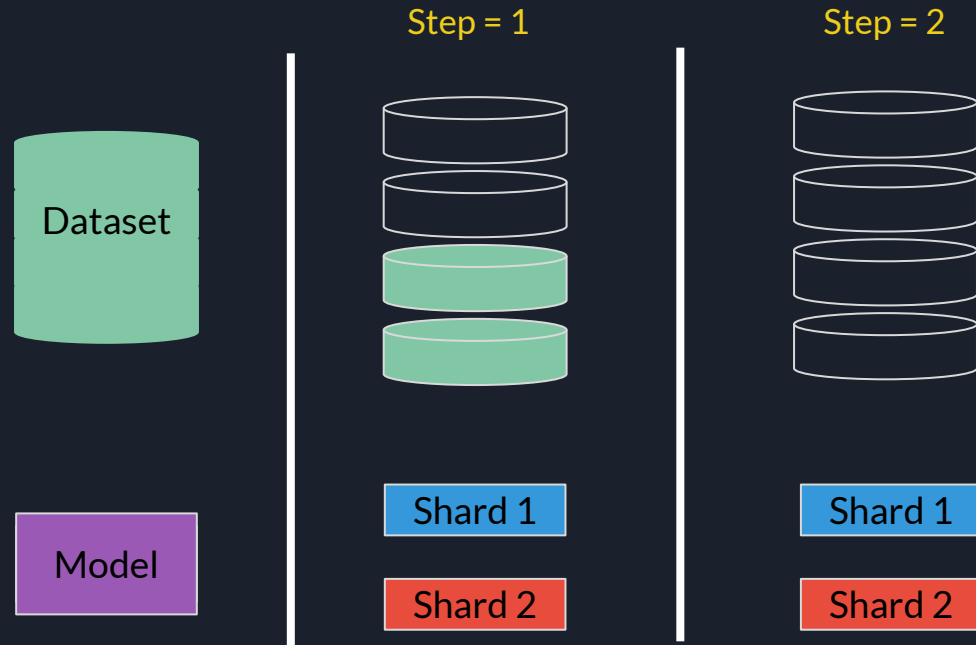 Step = 1
Step = 2
Dataset
Model
Shard 1
Shard 2
Shard 1
Shard 2